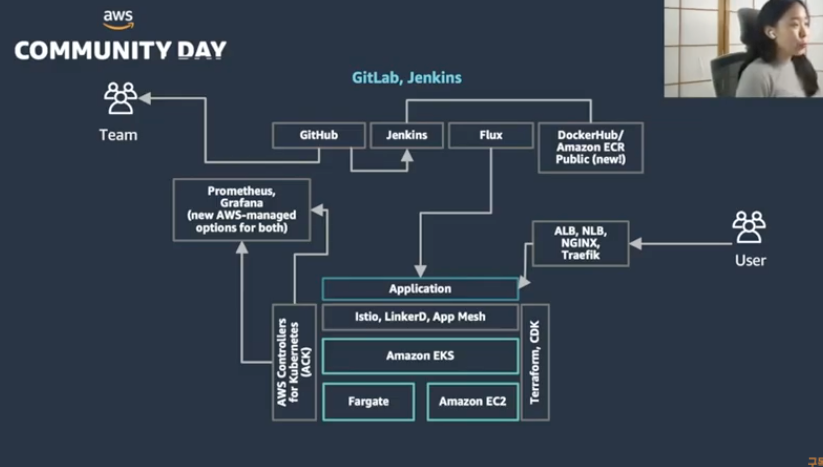 aws
COMMUNITY DAY
GitLab, Jenkins
Team
GitHub
Jenkins
Flux
DockerHub/
Amazon ECR
Public (new!)
Prometheus,
Grafana
(new AWS-managed
options for both)
ALB, NLB,
NGINX,
Traefik
User
Application
Istio, LinkerD, App Mesh
AWS Controllers
for Kubernetes
(ACK)
Amazon EKS
Terraform, CDK
Fargate
Amazon EC2